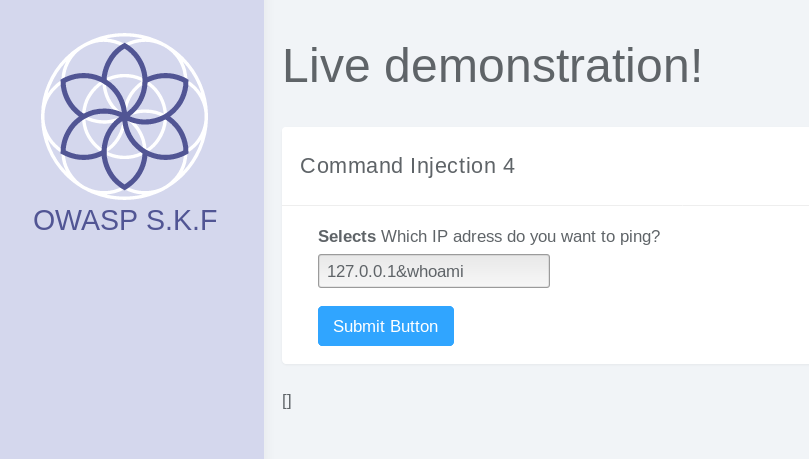 Live demonstration!
Command Injection 4
OWASP S.K.F
Selects Which IP adress do you want to ping?
127.0.0.1&whoami
Submit Button
[]